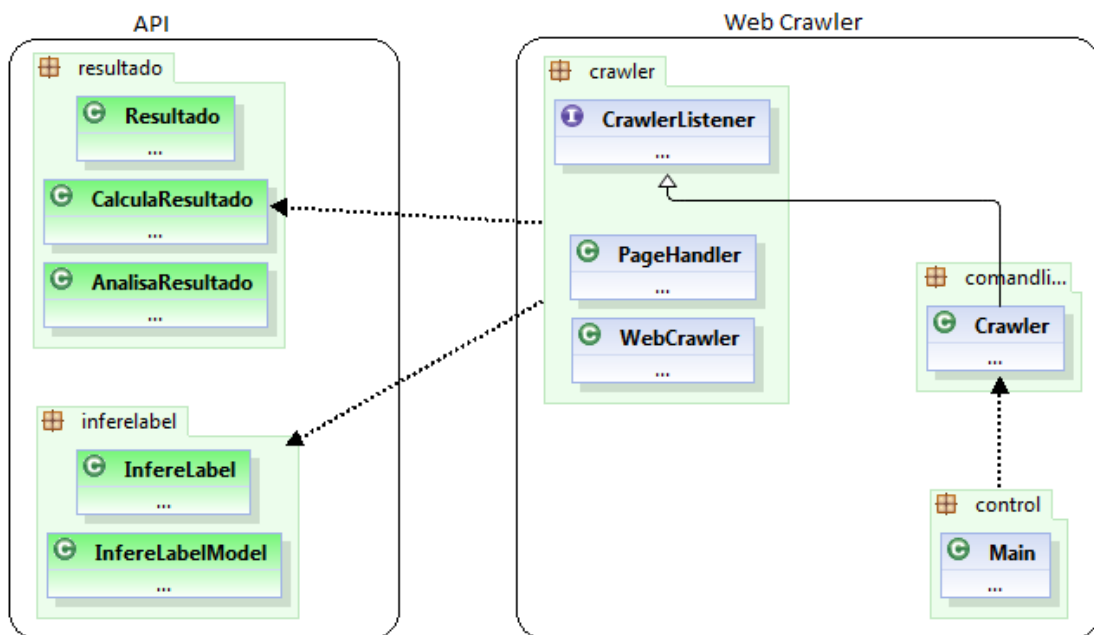 API
resultado
C Resultado
...
C CalculaResultado
...
C AnalisaResultado
...
inferelabel
C InfereLabel
...
C InfereLabelModel
...
Web Crawler
crawler
I CrawlerListener
...
C PageHandler
...
C WebCrawler
...
comandli...
C Crawler
...
control
C Main
...